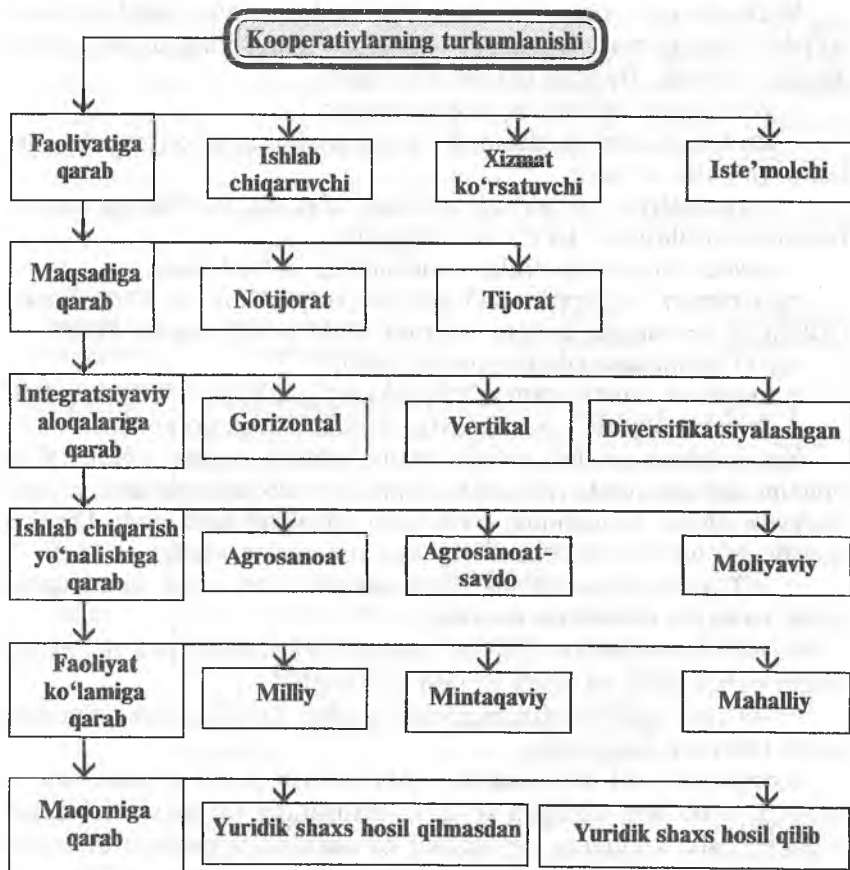 Kooperativlarning turkumlanishi
Faoliyatiga
qarab
Ishlab
chiqaruvchi
Xizmat
ko‘rsatuvchi
Iste’molchi
Maqsadiga
qarab
Notijorat
Tijorat
Integratsiyaviy
aloqalariga
qarab
Gorizontal
Vertikal
Diversifikatsiyalashgan
Ishlab chiqarish
yo‘nalishiga
qarab
Agrosanoat
Agrosanoat–
savdo
Moliyaviy
Faoliyat
ko‘lamiga
qarab
Milliy
Mintaqaviy
Mahalliy
Maqomiga
qarab
Yuridik shaxs hosil qilmasdan
Yuridik shaxs hosil qilib